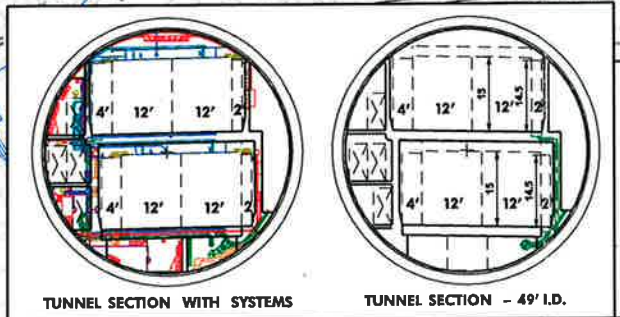 4' 12' 12' 2
4' 12' 12' 2
TUNNEL SECTION WITH SYSTEMS
4' 12' 15 12' 14.5 2
4' 12' 15 12' 14.5 2
TUNNEL SECTION – 49' I.D.